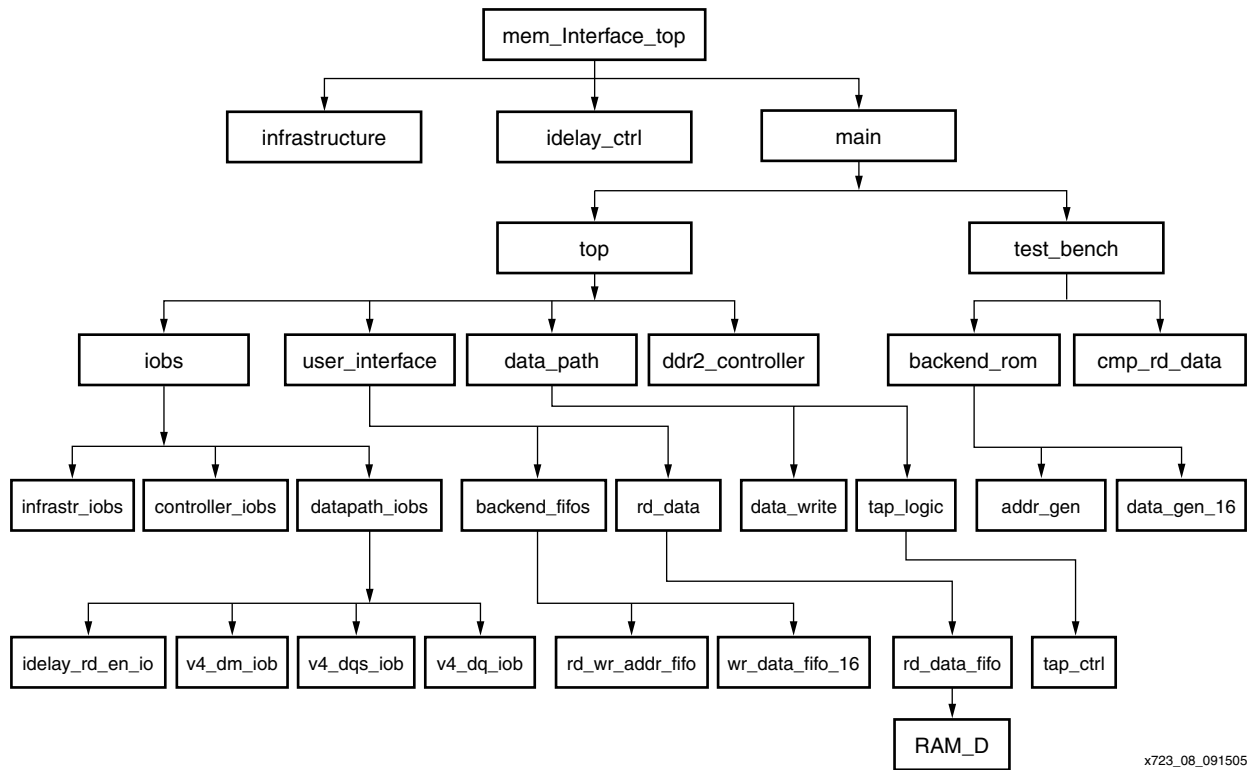 mem_Interface_top
infrastructure
idelay_ctrl
main
top
test_bench
iobs
user_interface
data_path
ddr2_controller
backend_rom
cmp_rd_data
infrastr_iobs
controller_iobs
datapath_iobs
backend_fifos
rd_data
data_write
tap_logic
addr_gen
data_gen_16
idelay_rd_en_io
v4_dm_iob
v4_dqs_iob
v4_dq_iob
rd_wr_addr_fifo
wr_data_fifo_16
rd_data_fifo
tap_ctrl
RAM_D
x723_08_091505